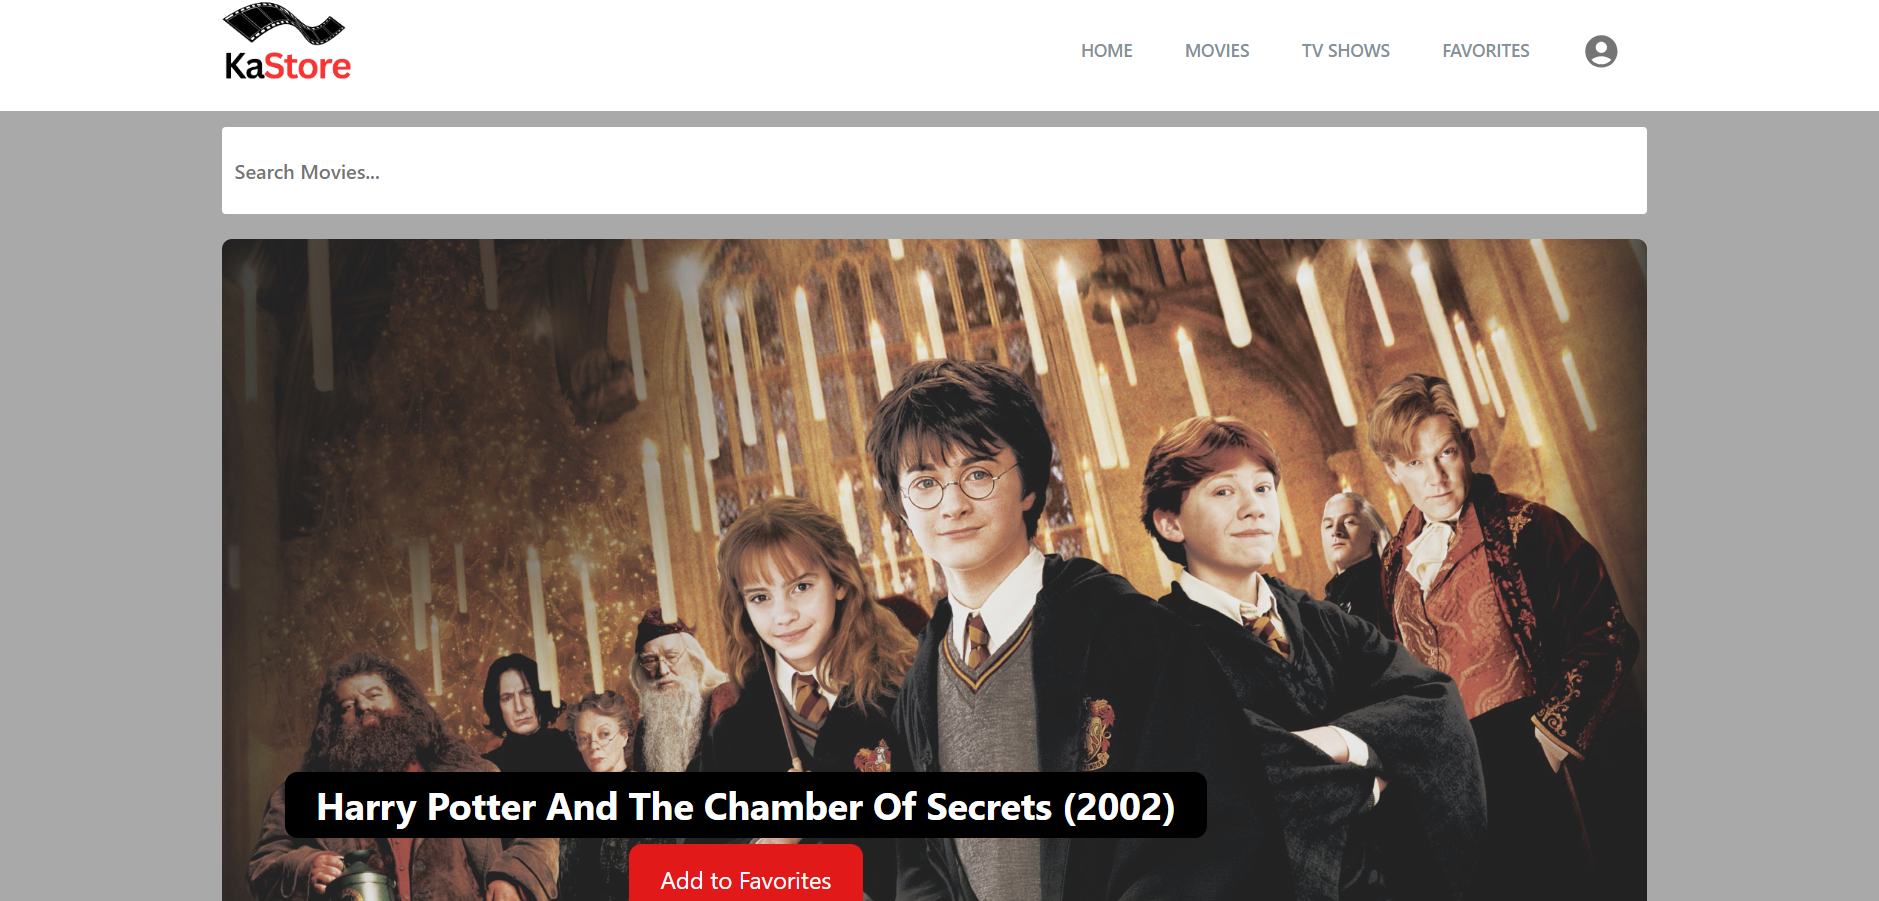 KaStore
HOME MOVIES TV SHOWS FAVORITES
Search Movies...
Harry Potter And The Chamber Of Secrets (2002)
Add to Favorites